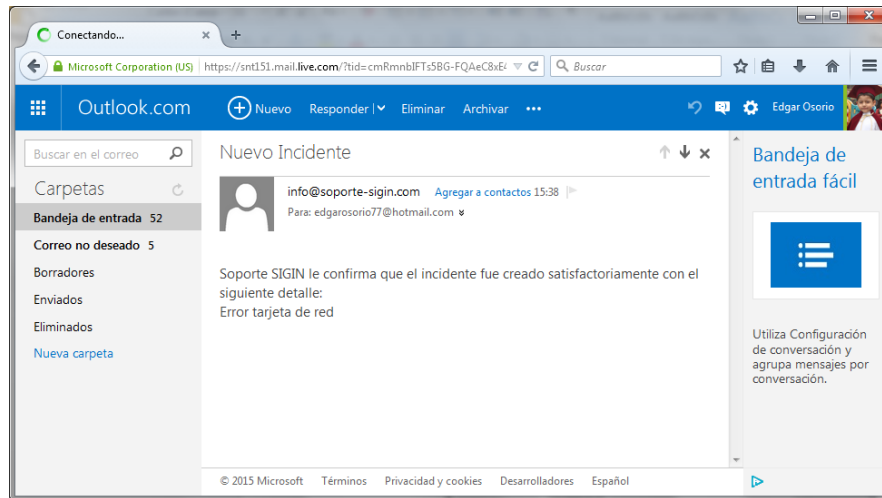 Conectando...
Microsoft Corporation (US)
https://snt151.mail.live.com/?tid=cmRmnbIFTs5BG-FQAeC8xE
Buscar
Outlook.com
Nuevo
Responder
Eliminar
Archivar
Edgar Osorio
Buscar en el correo
Carpetas
Bandeja de entrada 52
Correo no deseado 5
Borradores
Enviados
Eliminados
Nueva carpeta
Nuevo Incidente
info@soporte-sigin.com Agregar a contactos 15:38
Para: edgarosorio77@hotmail.com
Soporte SIGIN le confirma que el incidente fue creado satisfactoriamente con el
siguiente detalle:
Error tarjeta de red
© 2015 Microsoft Términos Privacidad y cookies Desarrolladores Español
Bandeja de
entrada fácil
Utiliza Configuración
de conversación y
agrupa mensajes por
conversación.